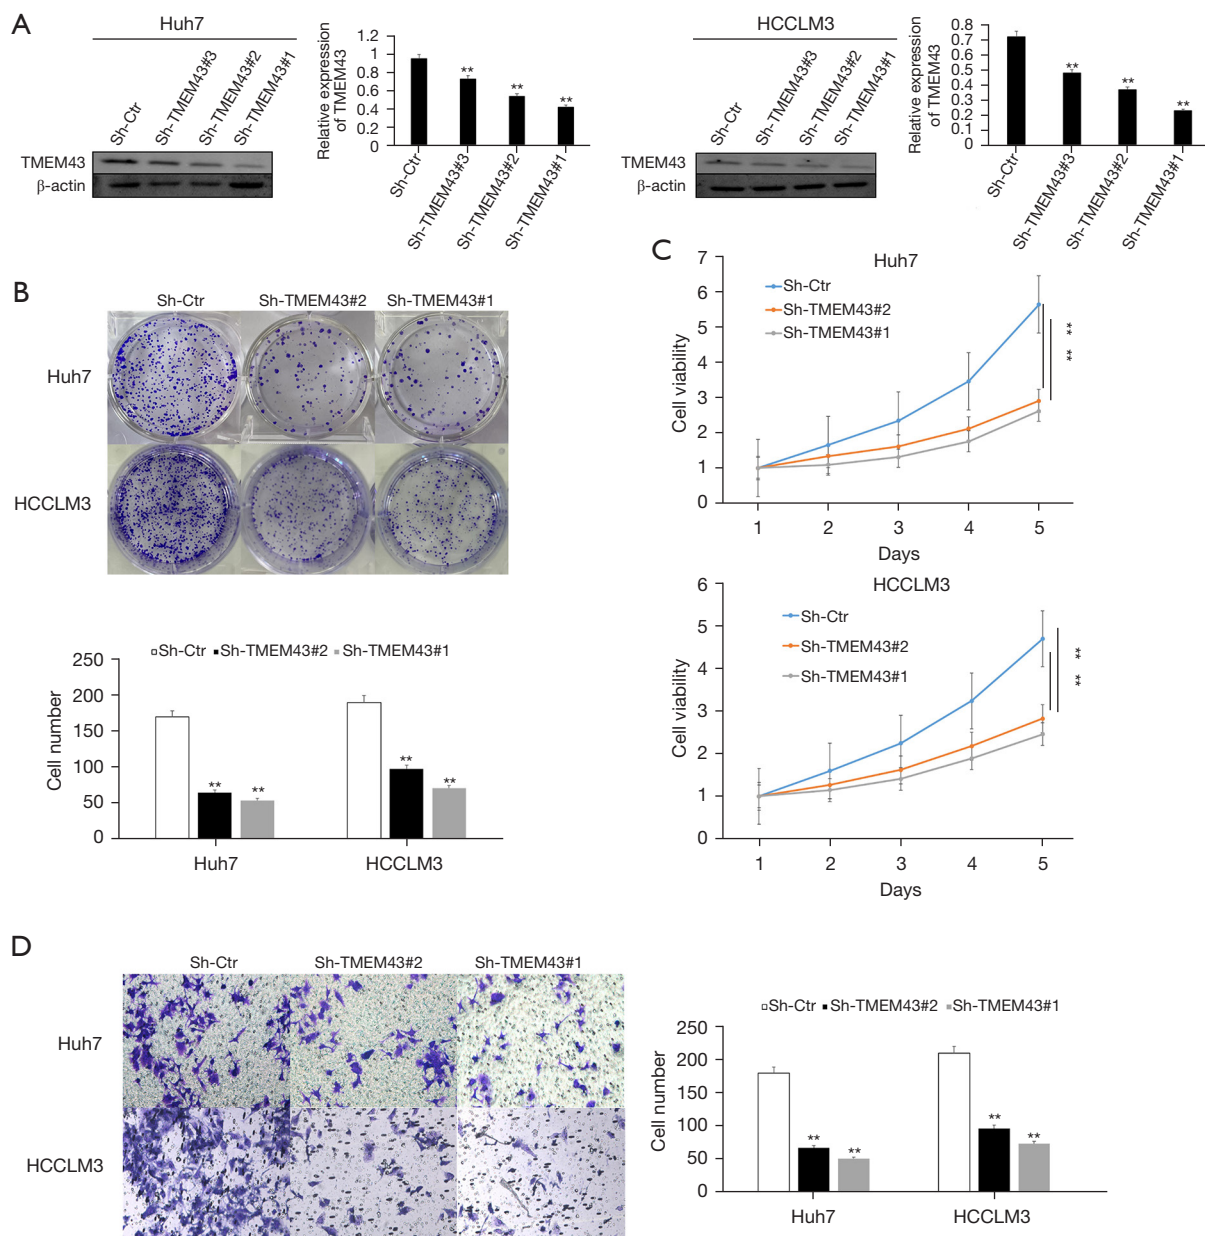 A
Huh7
Sh-Ctr
Sh-TMEM43#3
Sh-TMEM43#2
Sh-TMEM43#1
TMEM43
β-actin
Relative expression
of TMEM43
1.2
1
0.8
0.6
0.4
0.2
0
**
**
**
Sh-Ctr
Sh-TMEM43#3
Sh-TMEM43#2
Sh-TMEM43#1
HCCLM3
Sh-Ctr
Sh-TMEM43#3
Sh-TMEM43#2
Sh-TMEM43#1
TMEM43
β-actin
Relative expression
of TMEM43
0.8
0.7
0.6
0.5
0.4
0.3
0.2
0.1
0
**
**
**
Sh-Ctr
Sh-TMEM43#3
Sh-TMEM43#2
Sh-TMEM43#1
B
Sh-Ctr Sh-TMEM43#2 Sh-TMEM43#1
Huh7
HCCLM3
Sh-Ctr Sh-TMEM43#2 Sh-TMEM43#1
Cell number
250
200
150
100
50
0
**
**
**
**
Huh7 HCCLM3
C
Huh7
Sh-Ctr
Sh-TMEM43#2
Sh-TMEM43#1
Cell viability
7
6
5
4
3
2
1
0
**
**
1 2 3 4 5
Days
HCCLM3
Sh-Ctr
Sh-TMEM43#2
Sh-TMEM43#1
Cell viability
6
5
4
3
2
1
0
**
**
1 2 3 4 5
Days
D
Sh-Ctr Sh-TMEM43#2 Sh-TMEM43#1
Huh7
HCCLM3
Sh-Ctr Sh-TMEM43#2 Sh-TMEM43#1
Cell number
250
200
150
100
50
0
**
**
**
**
Huh7 HCCLM3